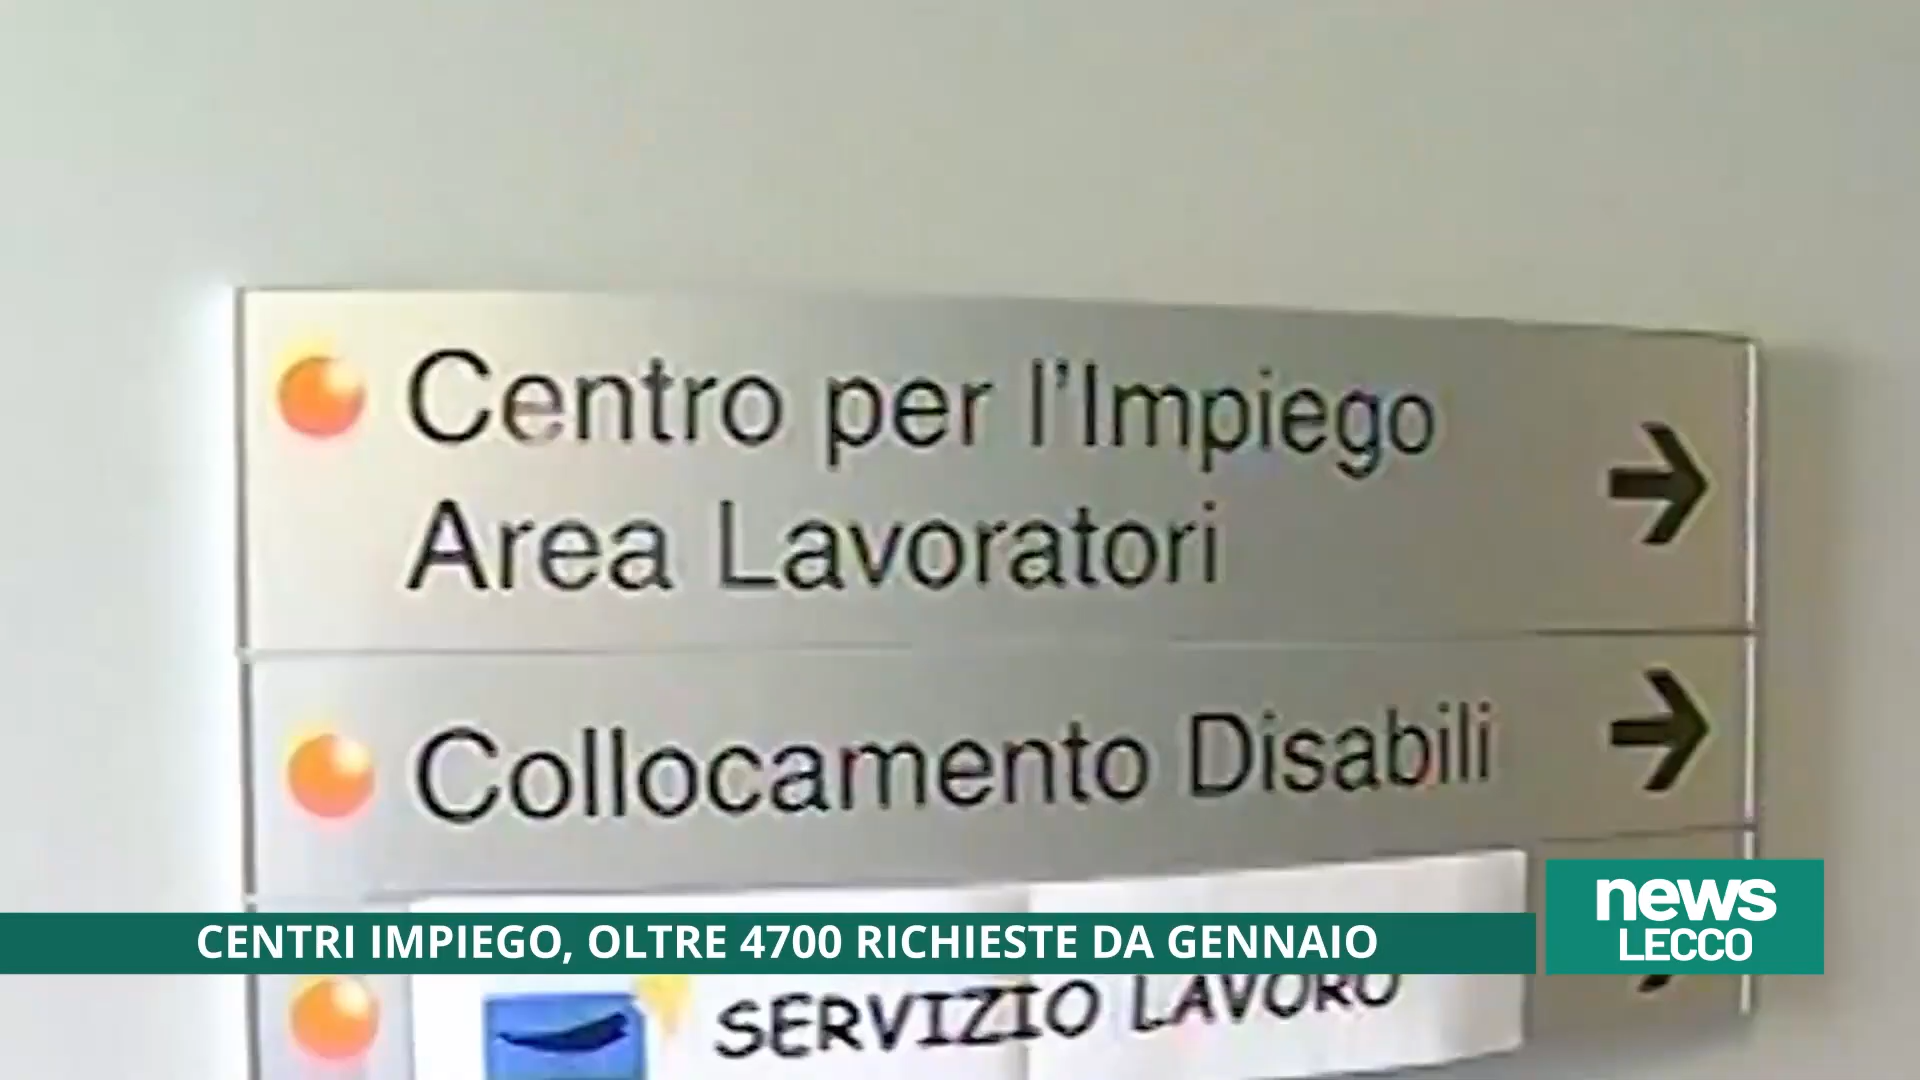 Centro per l'Impiego
Area Lavoratori
Collocamento Disabili
CENTRI IMPIEGO, OLTRE 4700 RICHIESTE DA GENNAIO
news
LECCO
SERVIZIO LAVORO